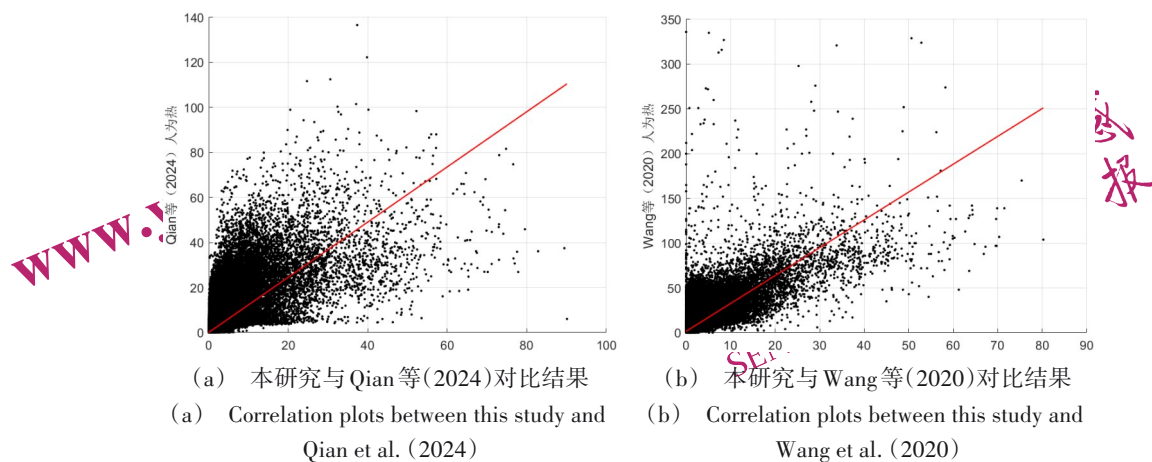 140
120
100
80
60
40
20
0
0 20 40 60 80 100
Qian等（2024）人为热
350
300
250
200
150
100
50
0
0 10 20 30 40 50 60 70 80 90
Wang等（2020）人为热
www.
报
(a) 本研究与Qian等(2024)对比结果
(a) Correlation plots between this study and
Qian et al. (2024)
(b) 本研究与Wang等(2020)对比结果
(b) Correlation plots between this study and
Wang et al. (2020)